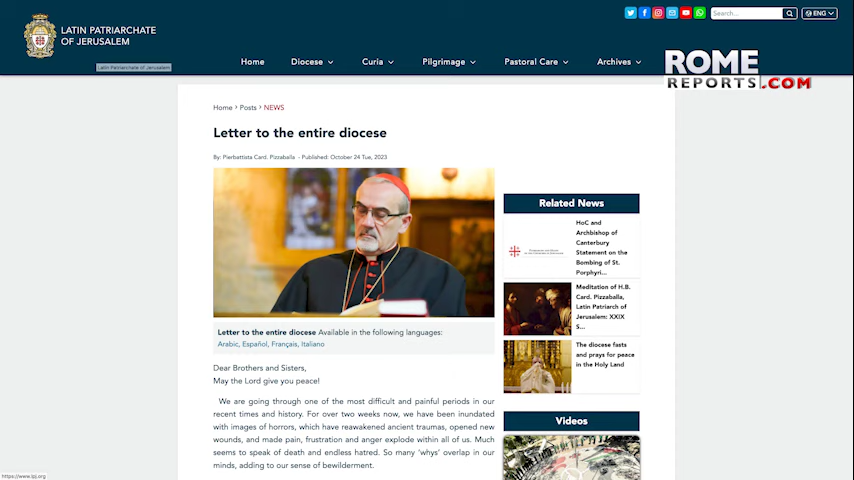 LATIN PATRIARCHATE
OF JERUSALEM
Latin Patriarchate of Jerusalem
Search...
ENG
Home
Diocese
Curia
Pilgrimage
Pastoral Care
Archives
ROME
REPORTS.COM
Home > Posts > NEWS
Letter to the entire diocese
By: Pierbattista Card. Pizzaballa - Published: October 24 Tue, 2023
Letter to the entire diocese Available in the following languages:
Arabic, Español, Français, Italiano
Dear Brothers and Sisters,
May the Lord give you peace!
We are going through one of the most difficult and painful periods in our
recent times and history. For over two weeks now, we have been inundated
with images of horrors, which have reawakened ancient traumas, opened new
wounds, and made pain, frustration and anger explode within all of us. Much
seems to speak of death and endless hatred. So many 'whys' overlap in our
minds, adding to our sense of bewilderment.
Related News
HoC and
Archbishop of
Canterbury
Statement on the
Bombing of St.
Porphyri...
Meditation of H.B.
Card. Pizzaballa,
Latin Patriarch of
Jerusalem: XXIX
S...
The diocese fasts
and prays for peace
in the Holy Land
Videos
https://www.lpj.org